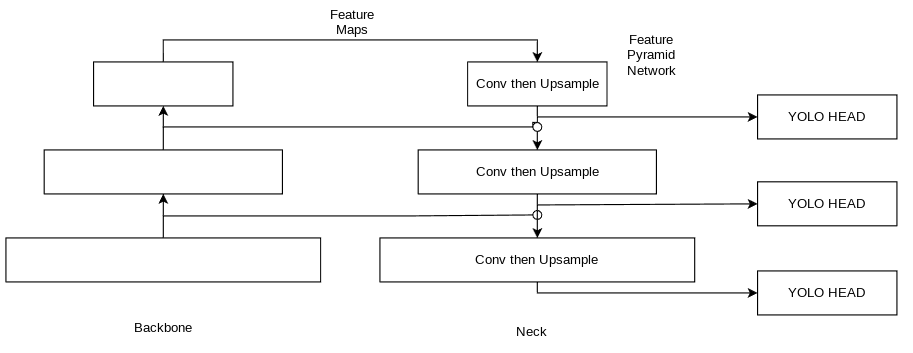 Feature
Maps
Feature
Pyramid
Network
Conv then Upsample
YOLO HEAD
Conv then Upsample
YOLO HEAD
Conv then Upsample
YOLO HEAD
Backbone
Neck